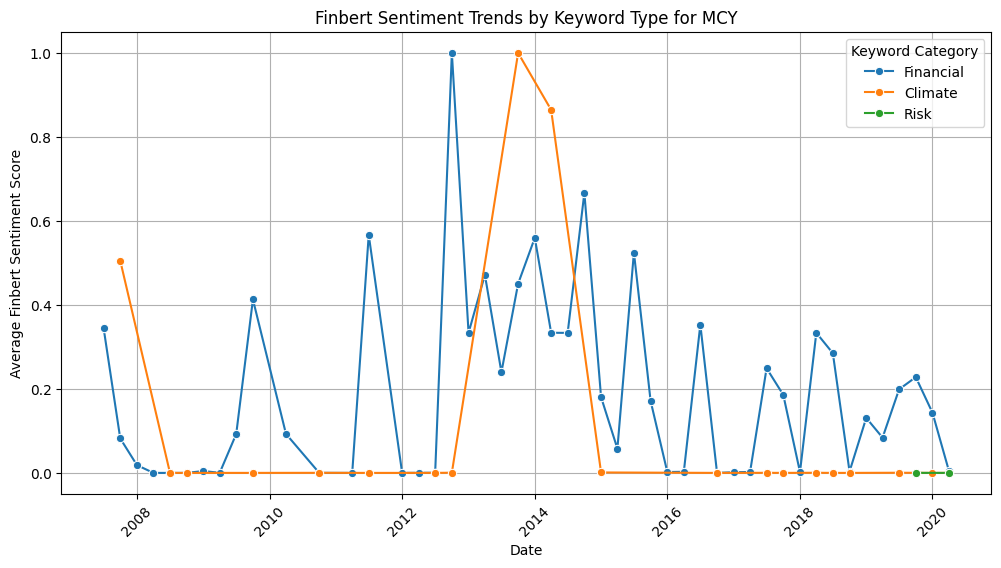 Finbert Sentiment Trends by Keyword Type for MCY
Keyword Category
Financial
Climate
Risk
Average Finbert Sentiment Score
1.0
0.8
0.6
0.4
0.2
0.0
2008
2010
2012
2014
2016
2018
2020
Date